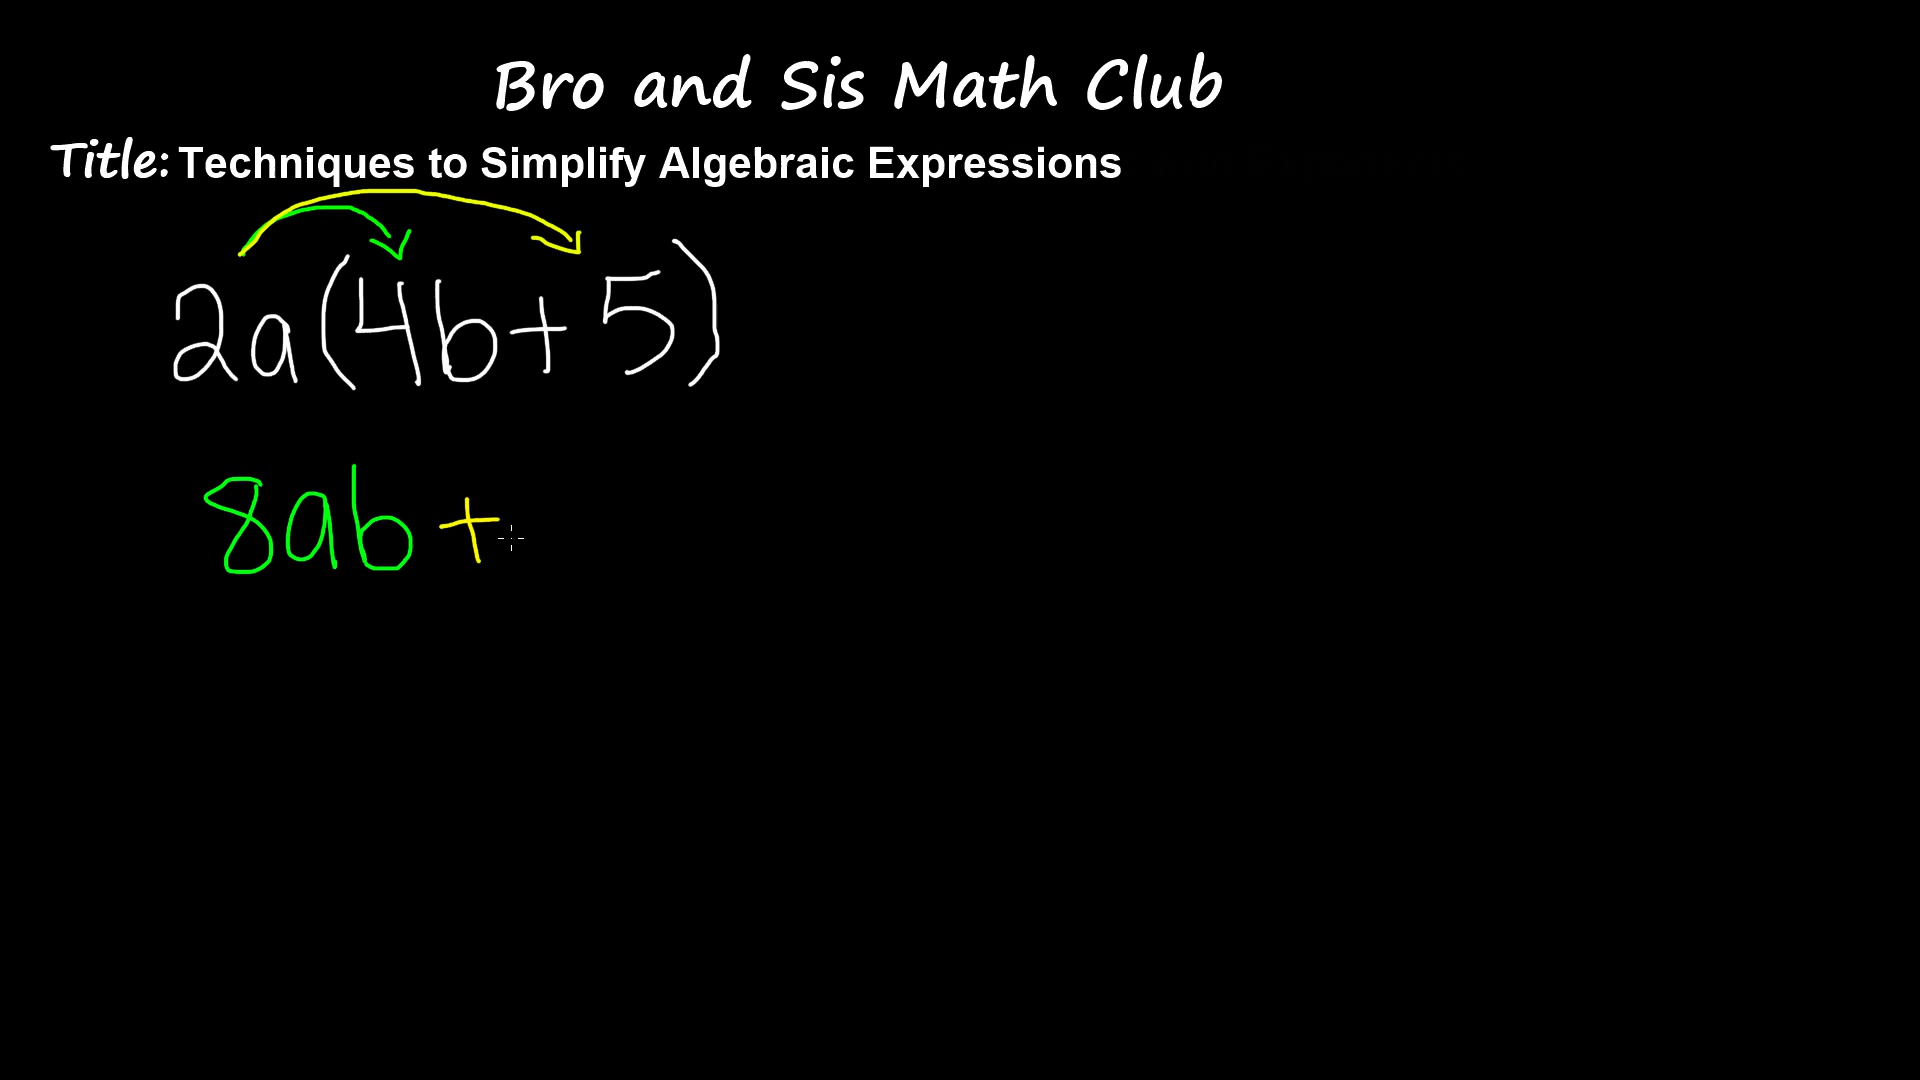 Bro and Sis Math Club
Title: Techniques to Simplify Algebraic Expressions
2a(4b+5)
8ab+